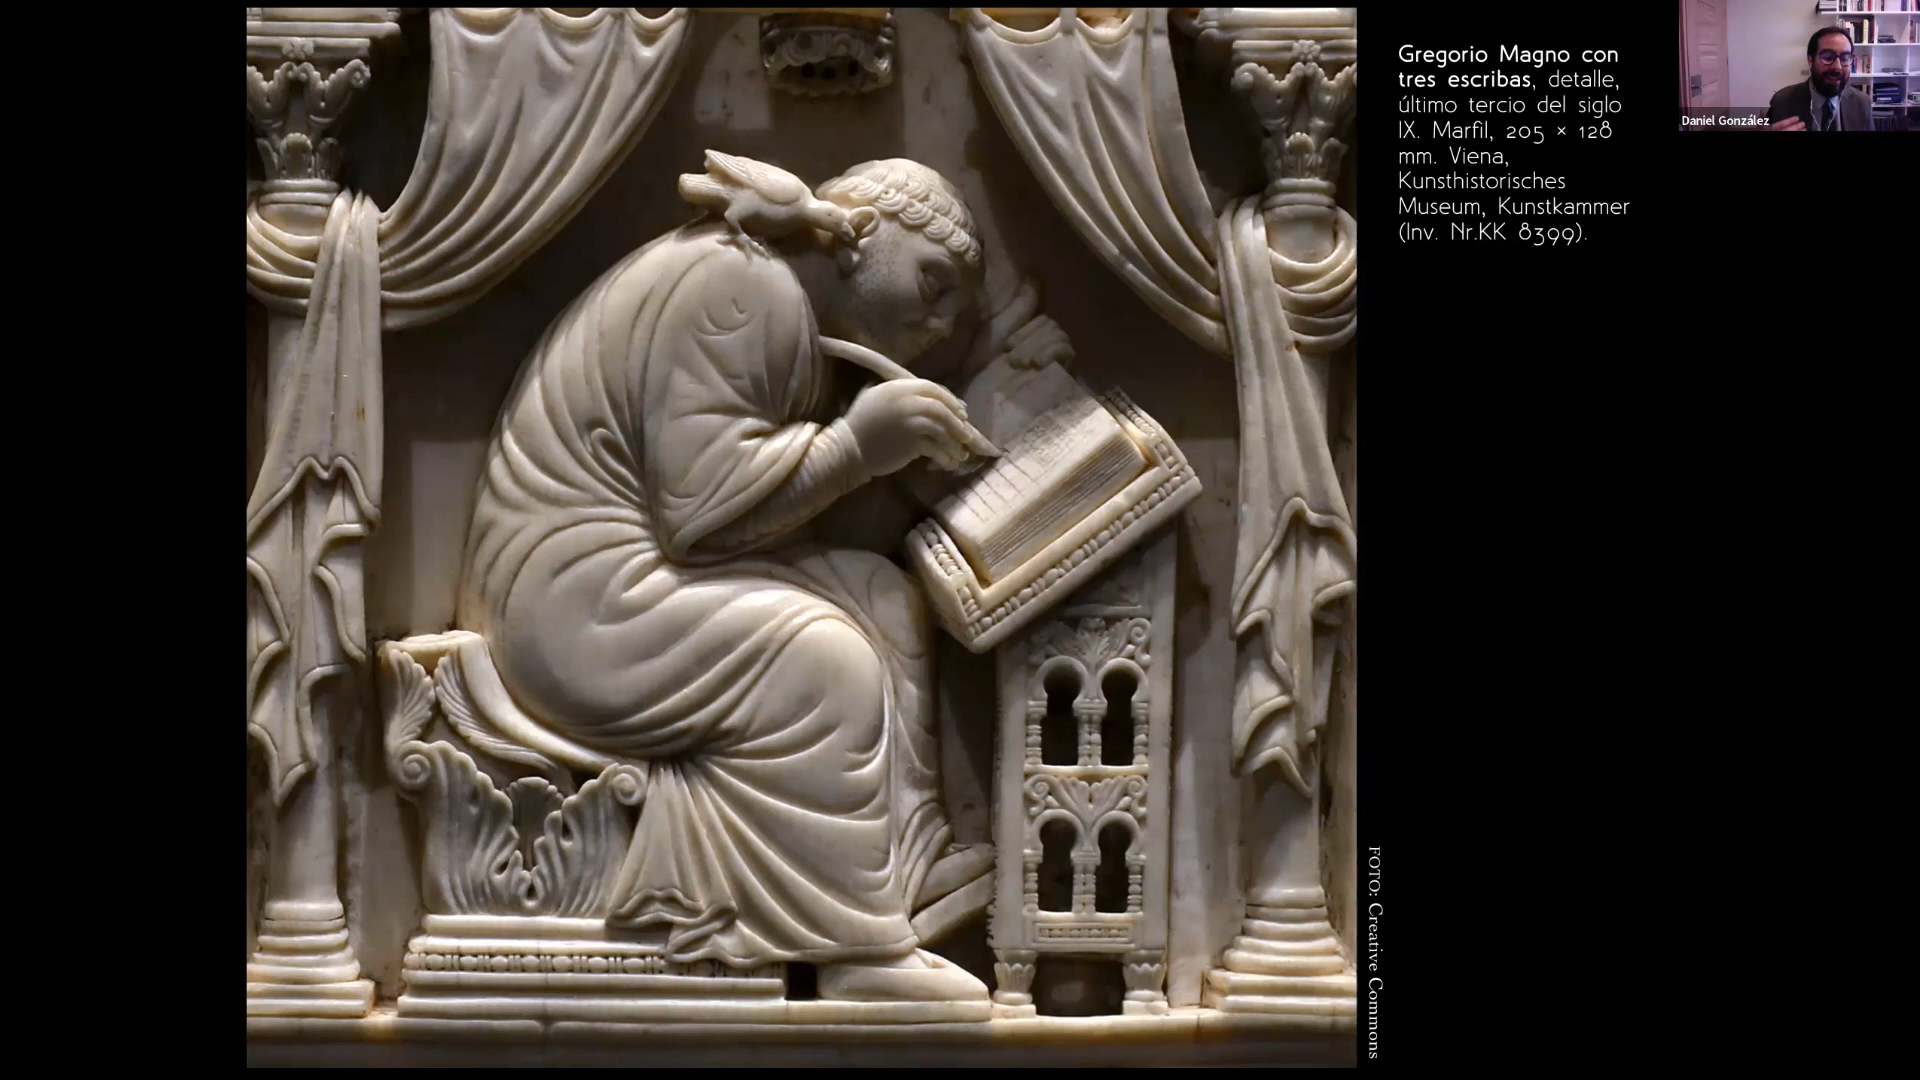 Gregorio Magno con
tres escribas, detalle,
último tercio del siglo
IX. Marfil, 205 × 128
mm. Viena,
Kunsthistorisches
Museum, Kunstkammer
(Inv. Nr.KK 8399).
Daniel González
FOTO: Creative Commons